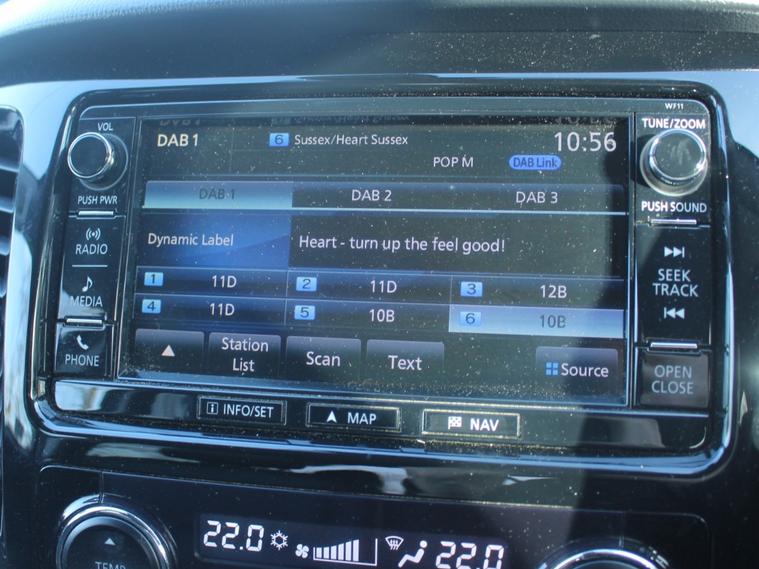 WF11
VOL
TUNE/ZOOM
DAB 1
6 Sussex/Heart Sussex
10:56
POP M
DAB Link
PUSH PWR
DAB 1
DAB 2
DAB 3
PUSH SOUND
RADIO
Dynamic Label
Heart - turn up the feel good!
1 11D
2 11D
3 12B
SEEK
TRACK
MEDIA
4 11D
5 10B
6 10B
PHONE
Station
List
Scan
Text
Source
OPEN
CLOSE
i INFO/SET
MAP
NAV
22.0
22.0
TEMP